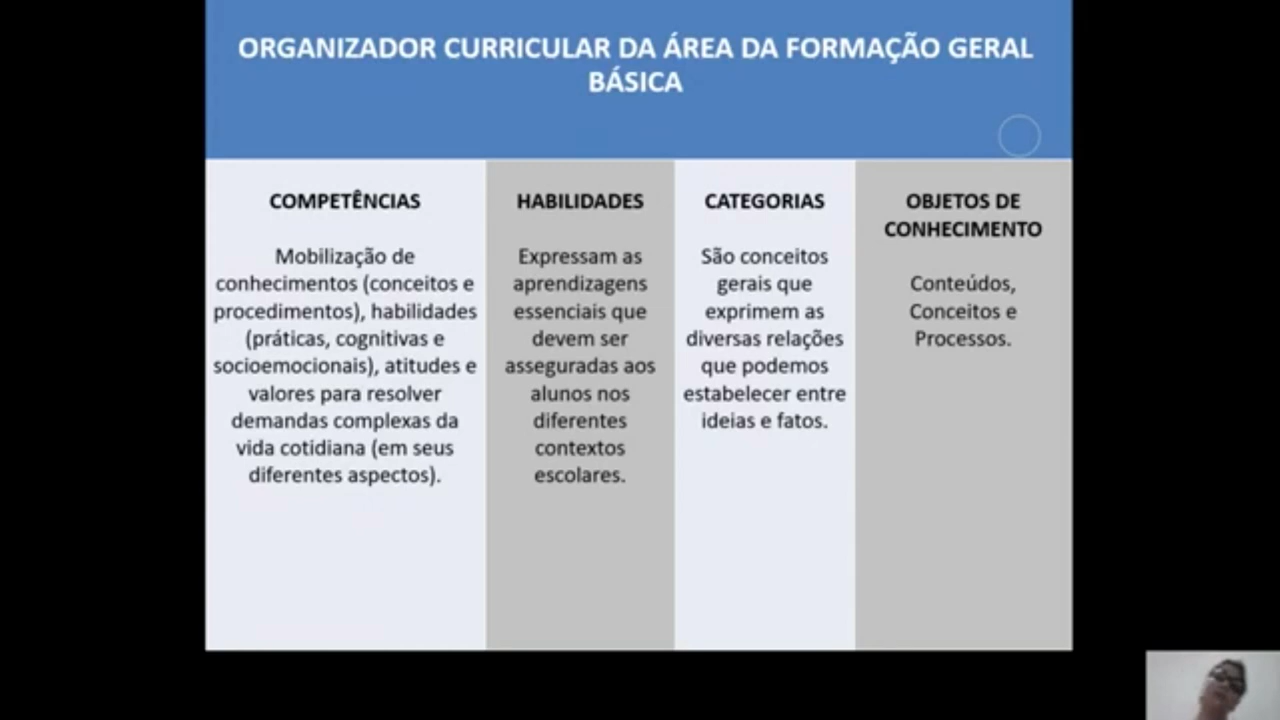 ORGANIZADOR CURRICULAR DA ÁREA DA FORMAÇÃO GERAL
BÁSICA
COMPETÊNCIAS
Mobilização de
conhecimentos (conceitos e
procedimentos), habilidades
(práticas, cognitivas e
socioemocionais), atitudes e
valores para resolver
demandas complexas da
vida cotidiana (em seus
diferentes aspectos).
HABILIDADES
Expressam as
aprendizagens
essenciais que
devem ser
asseguradas aos
alunos nos
diferentes
contextos
escolares.
CATEGORIAS
São conceitos
gerais que
exprimem as
diversas relações
que podemos
estabelecer entre
ideias e fatos.
OBJETOS DE
CONHECIMENTO
Conteúdos,
Conceitos e
Processos.